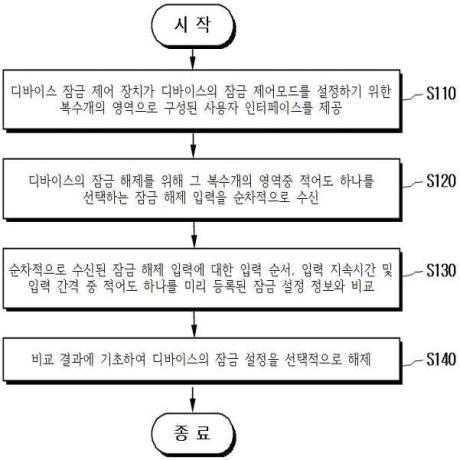 시 작
디바이스 잠금 제어 장치가 디바이스의 잠금 제어모드를 설정하기 위한
복수개의 영역으로 구성된 사용자 인터페이스를 제공
S110
디바이스의 잠금 해제를 위해 그 복수개의 영역중 적어도 하나를
선택하는 잠금 해제 입력을 순차적으로 수신
S120
순차적으로 수신된 잠금 해제 입력에 대한 입력 순서, 입력 지속시간 및
입력 간격 중 적어도 하나를 미리 등록된 잠금 설정 정보와 비교
S130
비교 결과에 기초하여 디바이스의 잠금 설정을 선택적으로 해제
S140
종 료